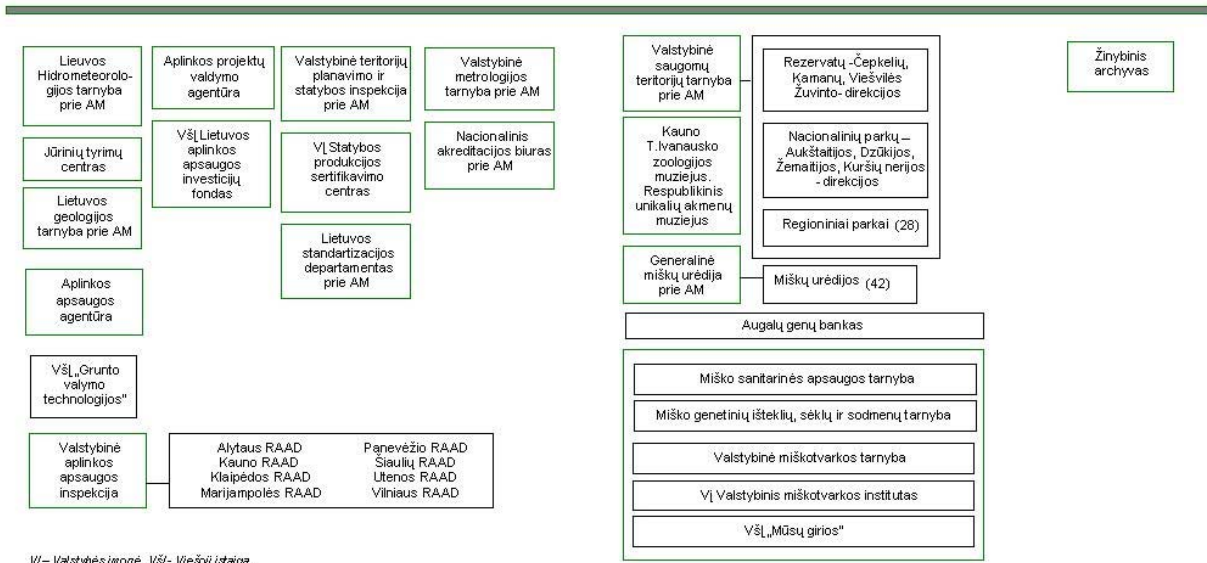 Lieuvos
Hidrometeorolo-
gijos tarnyba
prie AM
Jūrinių tyrimų
centras
Lietuvos
geologijos
tarnyba prie AM
Aplinkos
apsaugos
agentūra
VšĮ „Grunto
valymo
technologijos"
Valstybinė
aplinkos
apsaugos
inspekcija
Alytaus RAAD
Kauno RAAD
Klaipėdos RAAD
Marijampolės RAAD
Panevėžio RAAD
Šiaulių RAAD
Utenos RAAD
Vilniaus RAAD
Aplinkos projektų
valdymo
agentūra
VšĮ Lietuvos
aplinkos
apsaugos
investicijų
fondas
Valstybinė teritorijų
planavimo ir
statybos inspekcija
prie AM
VĮ Statybos
produkcijos
sertifikavimo
centras
Lietuvos
standartizacijos
departamentas
prie AM
Valstybinė
metrologijos
tarnyba prie AM
Nacionalinis
akreditacijos biuras
prie AM
Valstybinė
saugomų
teritorijų tarnyba
prie AM
Rezervatų -Čepkelių,
Kamanų, Viešvilės
Žuvinto- direkcijos
Nacionalinių parkų –
Aukštaitijos, Dzūkijos,
Žemaitijos, Kuršių nerijos
- direkcijos
Regioniniai parkai (28)
Kauno
T.Ivanausko
zoologijos
muziejus.
Respublikinis
unikalių akmenų
muziejus
Generalinė
miškų urėdija
prie AM
Miškų urėdijos (42)
Augalų genų bankas
Miško sanitarinės apsaugos tarnyba
Miško genetinių išteklių, sėklų ir sodmenų tarnyba
Valstybinė miškotvarkos tarnyba
VĮ Valstybinis miškotvarkos institutas
VšĮ „Mūsų girios"
Žinybinis
archyvas
VĮ – Valstybės įmonė, VšĮ - Viešoji įstaiga